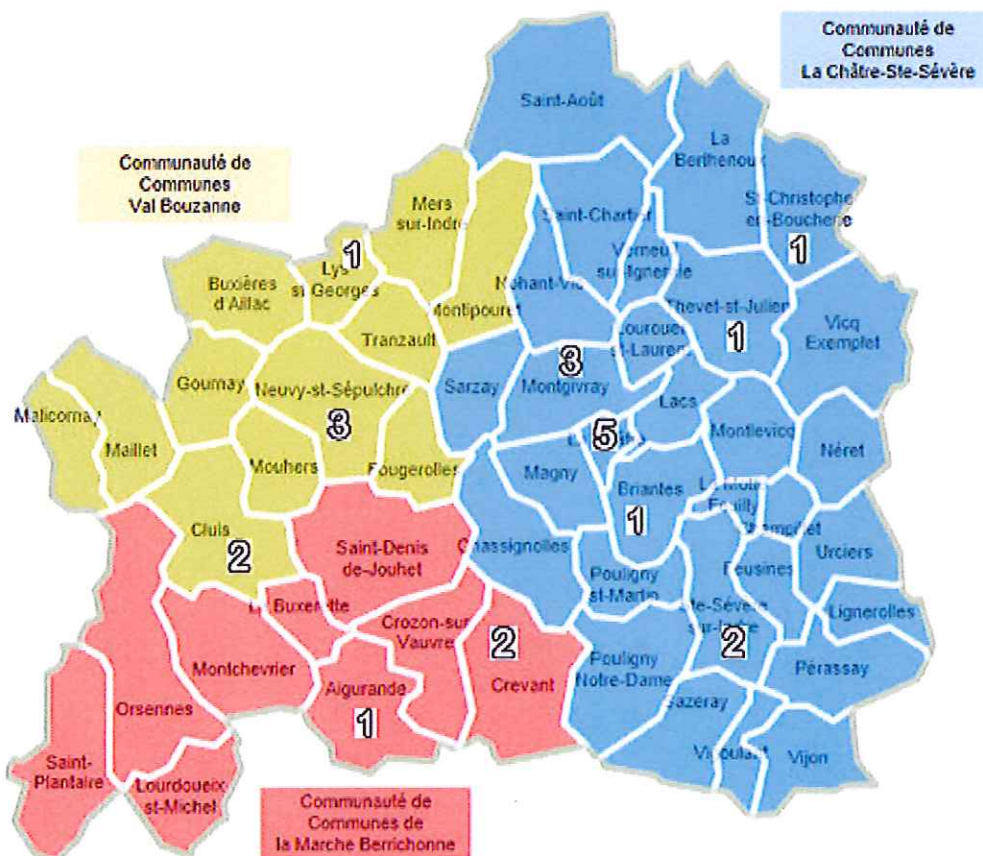 Communauté de
Communes
La Châtre-Ste-Sévère
Saint-Août
La
Berthenoux
Communauté de
Communes
Val Bouzanne
Mers
sur-Indre
St-Christophe
en-Boucherie
1
Saint-Chartier
1
Lys
st-Georges
Buxières
d'Aillac
Nohant-Vic
Montipouret
Thevet-st-Julien
1
Vicq
Exemplet
Tranzault
Lourouer
st-Laurent
Gournay
Neuvy-st-Sépulchre
3
Sarzay
3
Montgivray
Lacs
Malicornay
Maillet
Mouhers
Fougerolles
5
Magny
Montlevicq
Néret
Briantes
1
Cluis
2
Saint-Denis
de-Jouhet
Chassignolles
Urciers
Feusines
Pouligny
st-Martin
Lignerolles
Crozon-sur
Vauvre
2
Crevant
Ste-Sévère
sur-Indre
2
Montchevrier
Aigurande
1
Pouligny
Notre-Dame
Pérassay
Orsennes
Sazeray
Saint-
Plantaire
Vigoulant
Vijon
Lourdoueix
st-Michel
Communauté de
Communes de
la Marche Berrichonne